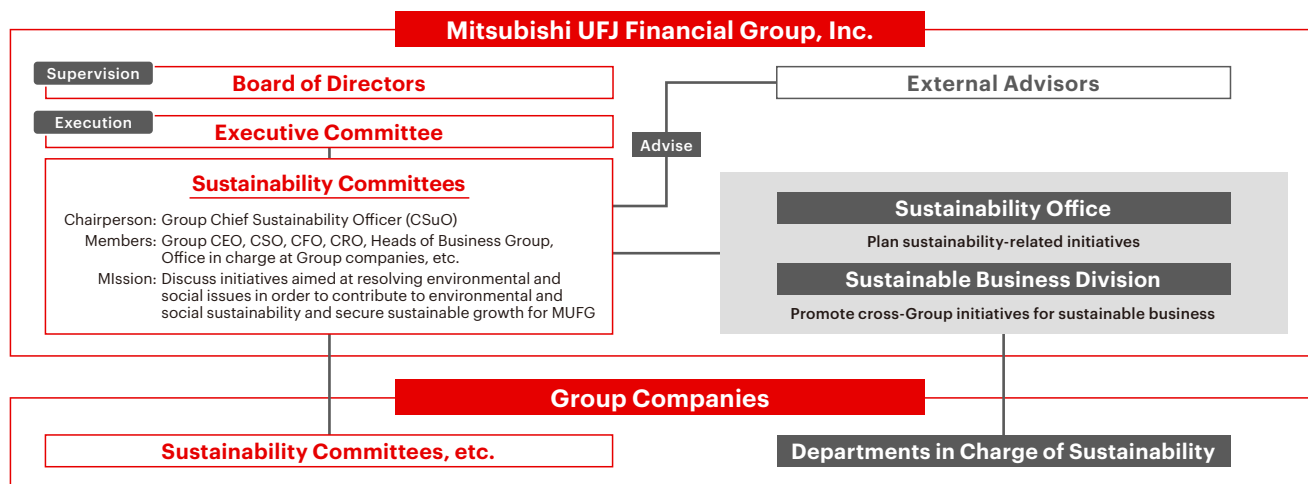 Mitsubishi UFJ Financial Group, Inc.
Supervision
Board of Directors
External Advisors
Execution
Executive Committee
Advise
Sustainability Committees
Chairperson: Group Chief Sustainability Officer (CSuO)
Members: Group CEO, CSO, CFO, CRO, Heads of Business Group,
Office in charge at Group companies, etc.
MIssion: Discuss initiatives aimed at resolving environmental and
social issues in order to contribute to environmental and
social sustainability and secure sustainable growth for MUFG
Sustainability Office
Plan sustainability-related initiatives
Sustainable Business Division
Promote cross-Group initiatives for sustainable business
Group Companies
Sustainability Committees, etc.
Departments in Charge of Sustainability